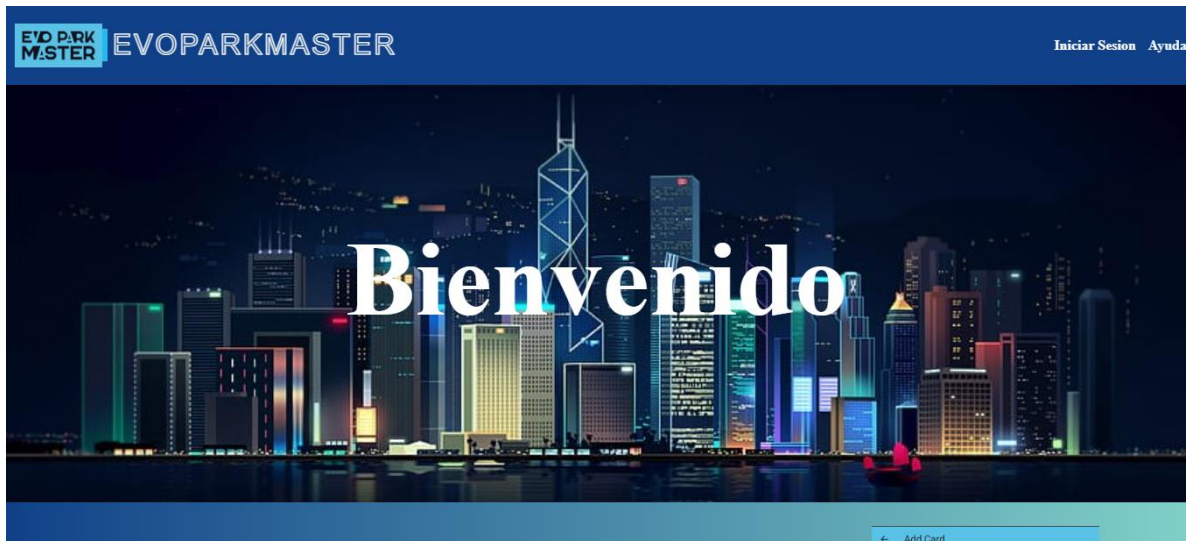 EVO PARK
MASTER
EVOPARKMASTER
Iniciar Sesion Ayuda
Bienvenido
← Add Card